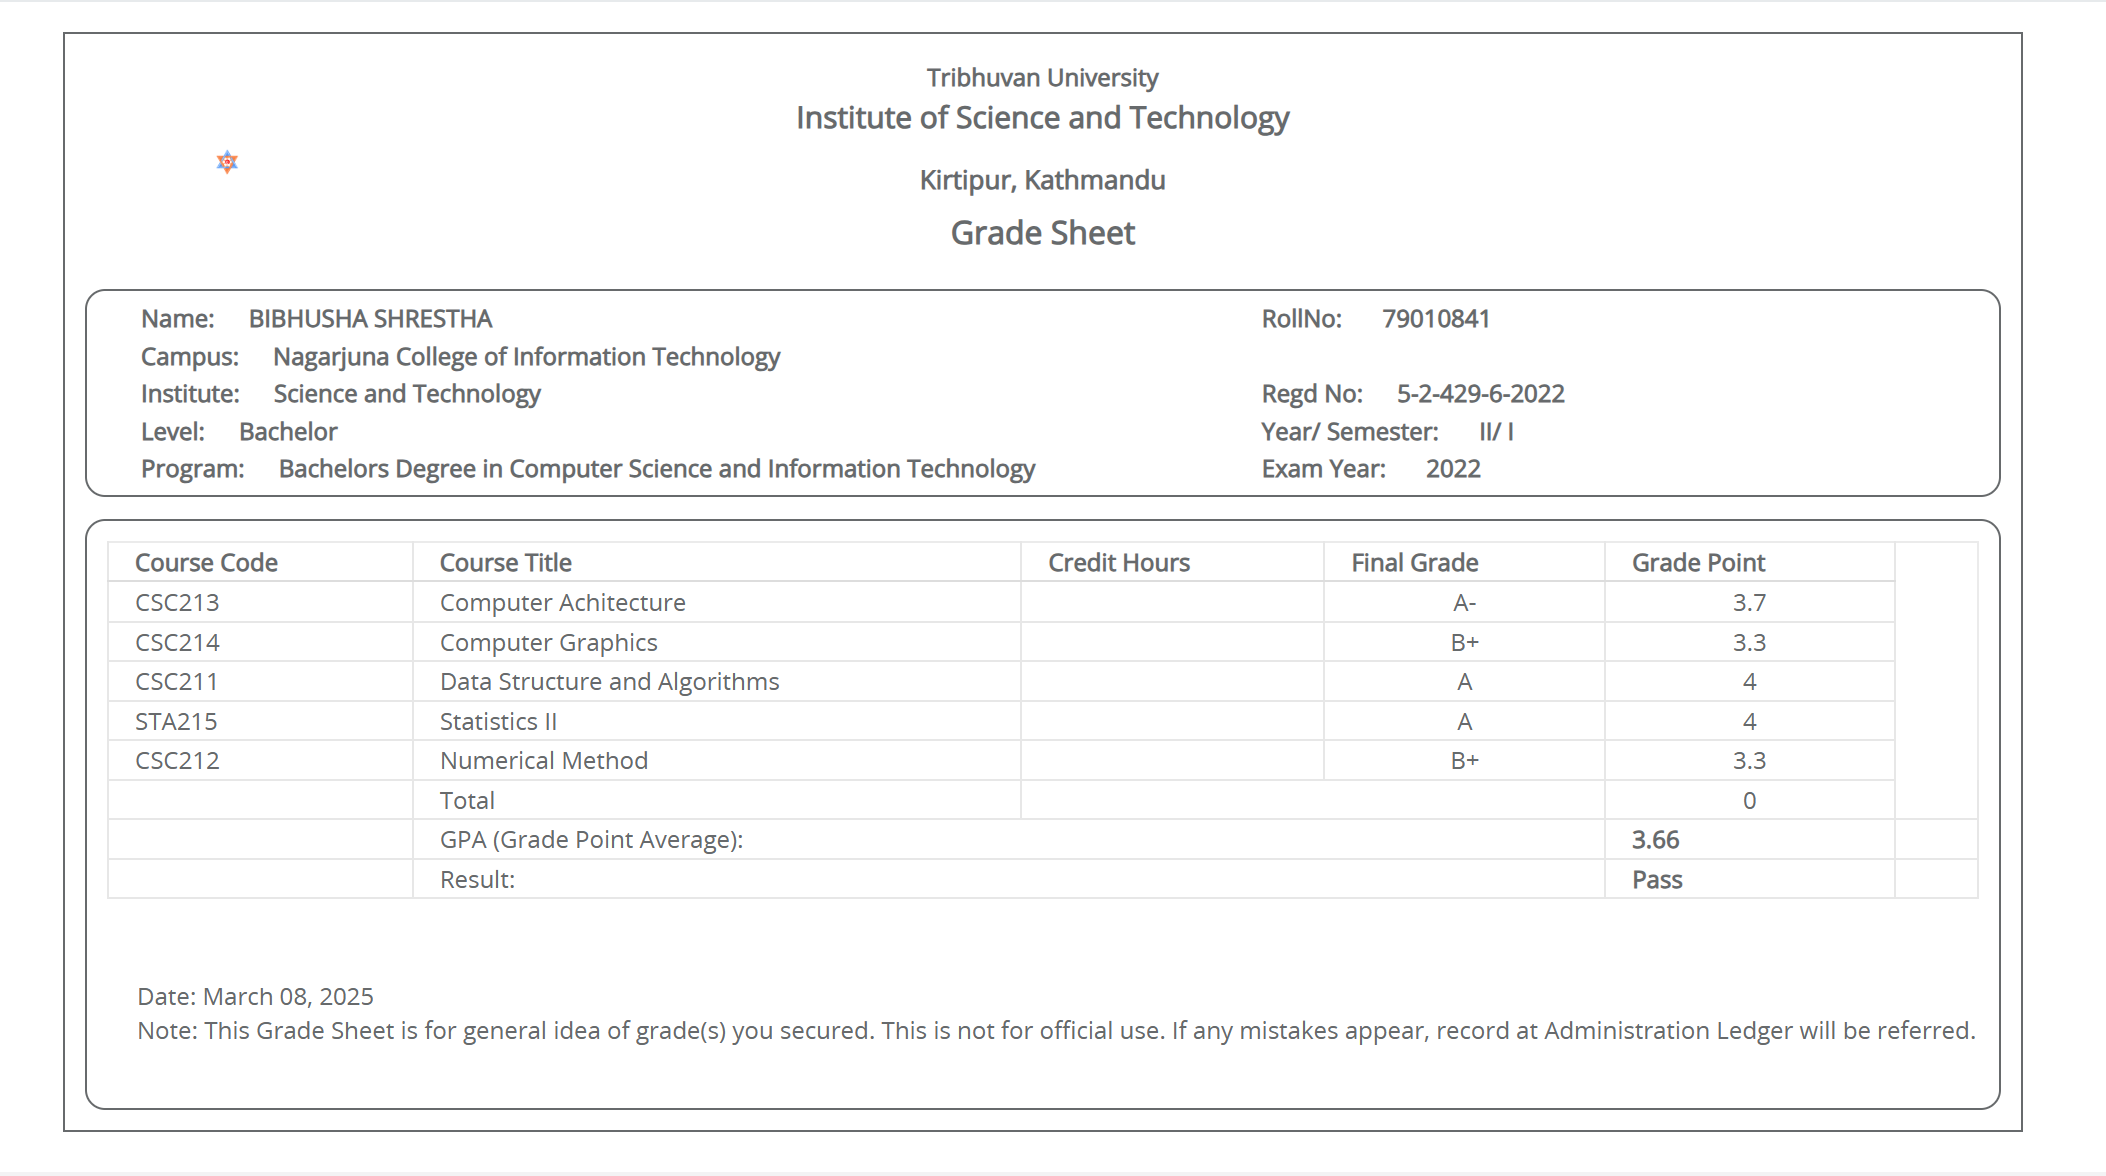 Tribhuvan University
Institute of Science and Technology
Kirtipur, Kathmandu
Grade Sheet
Name: BIBHUSHA SHRESTHA RollNo: 79010841
Campus: Nagarjuna College of Information Technology
Institute: Science and Technology Regd No: 5-2-429-6-2022
Level: Bachelor Year/ Semester: II/ I
Program: Bachelors Degree in Computer Science and Information Technology Exam Year: 2022
Course Code Course Title Credit Hours Final Grade Grade Point
CSC213 Computer Achitecture A- 3.7
CSC214 Computer Graphics B+ 3.3
CSC211 Data Structure and Algorithms A 4
STA215 Statistics II A 4
CSC212 Numerical Method B+ 3.3
Total 0
GPA (Grade Point Average): 3.66
Result: Pass
Date: March 08, 2025
Note: This Grade Sheet is for general idea of grade(s) you secured. This is not for official use. If any mistakes appear, record at Administration Ledger will be referred.